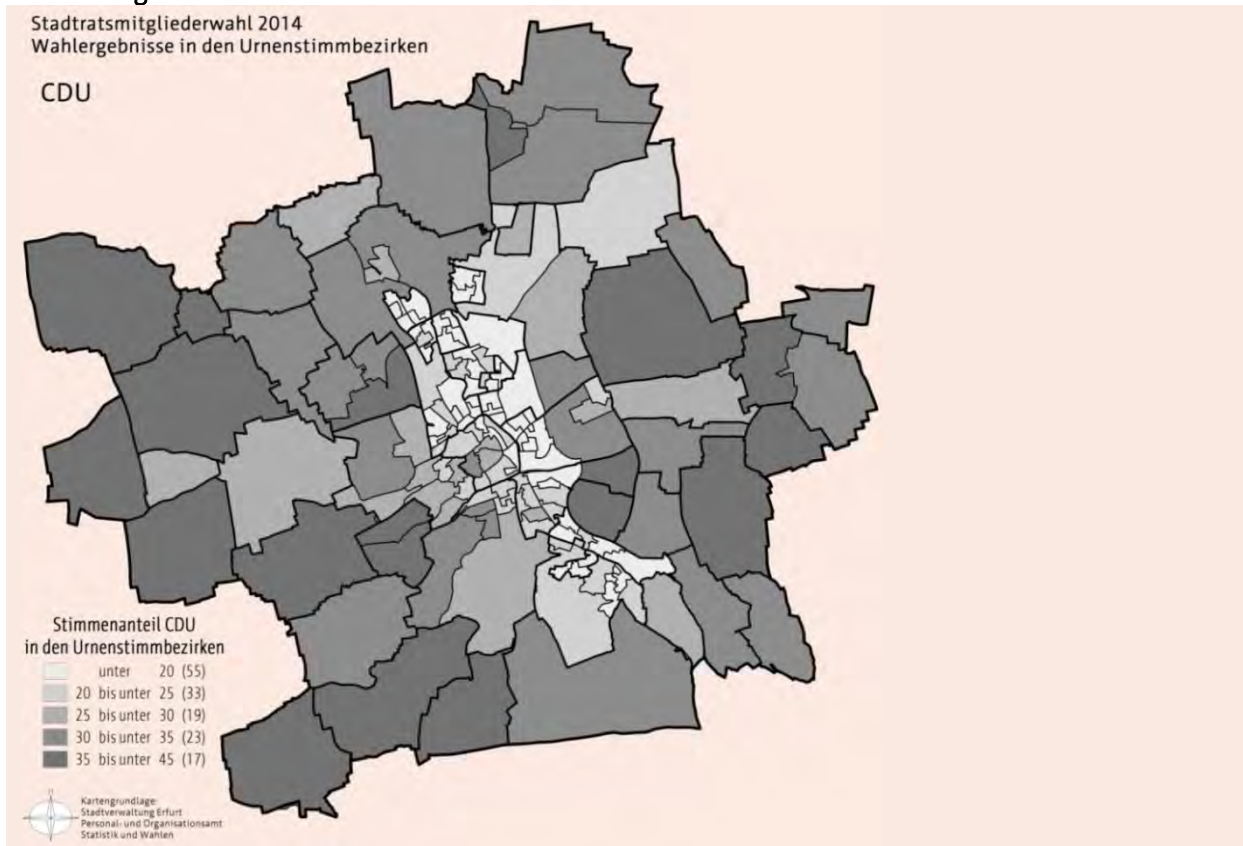 Stadtratsmitgliederwahl 2014
Wahlergebnisse in den Urnenstimmbezirken
CDU
Stimmenanteil CDU
in den Urnenstimmbezirken
unter 20 (55)
20 bis unter 25 (33)
25 bis unter 30 (19)
30 bis unter 35 (23)
35 bis unter 45 (17)
Kartengrundlage:
Stadtverwaltung Erfurt
Personal- und Organisationsamt
Statistik und Wahlen